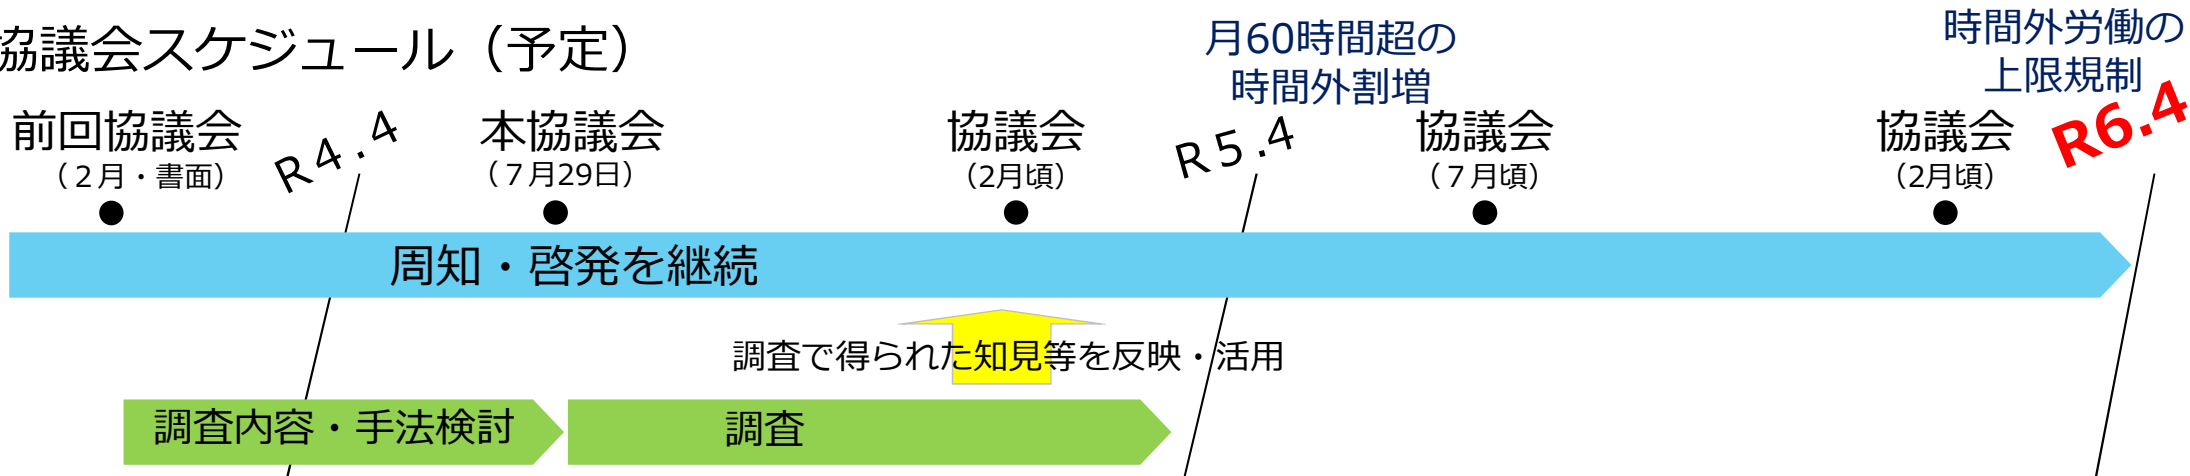 協議会スケジュール（予定）
月60時間超の
時間外割増
時間外労働の
上限規制
前回協議会
（２月・書面）
R４.４
本協議会
（７月29日）
協議会
（2月頃）
R５.４
協議会
（７月頃）
協議会
（2月頃）
R6.4
周知・啓発を継続
調査で得られた知見等を反映・活用
調査内容・手法検討
調査